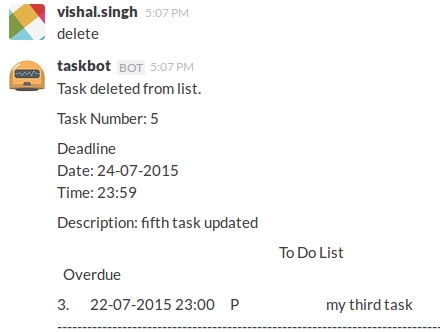 vishal.singh 5:07 PM
delete
taskbot BOT 5:07 PM
Task deleted from list.
Task Number: 5
Deadline
Date: 24-07-2015
Time: 23:59
Description: fifth task updated
To Do List
Overdue
3. 22-07-2015 23:00 P my third task